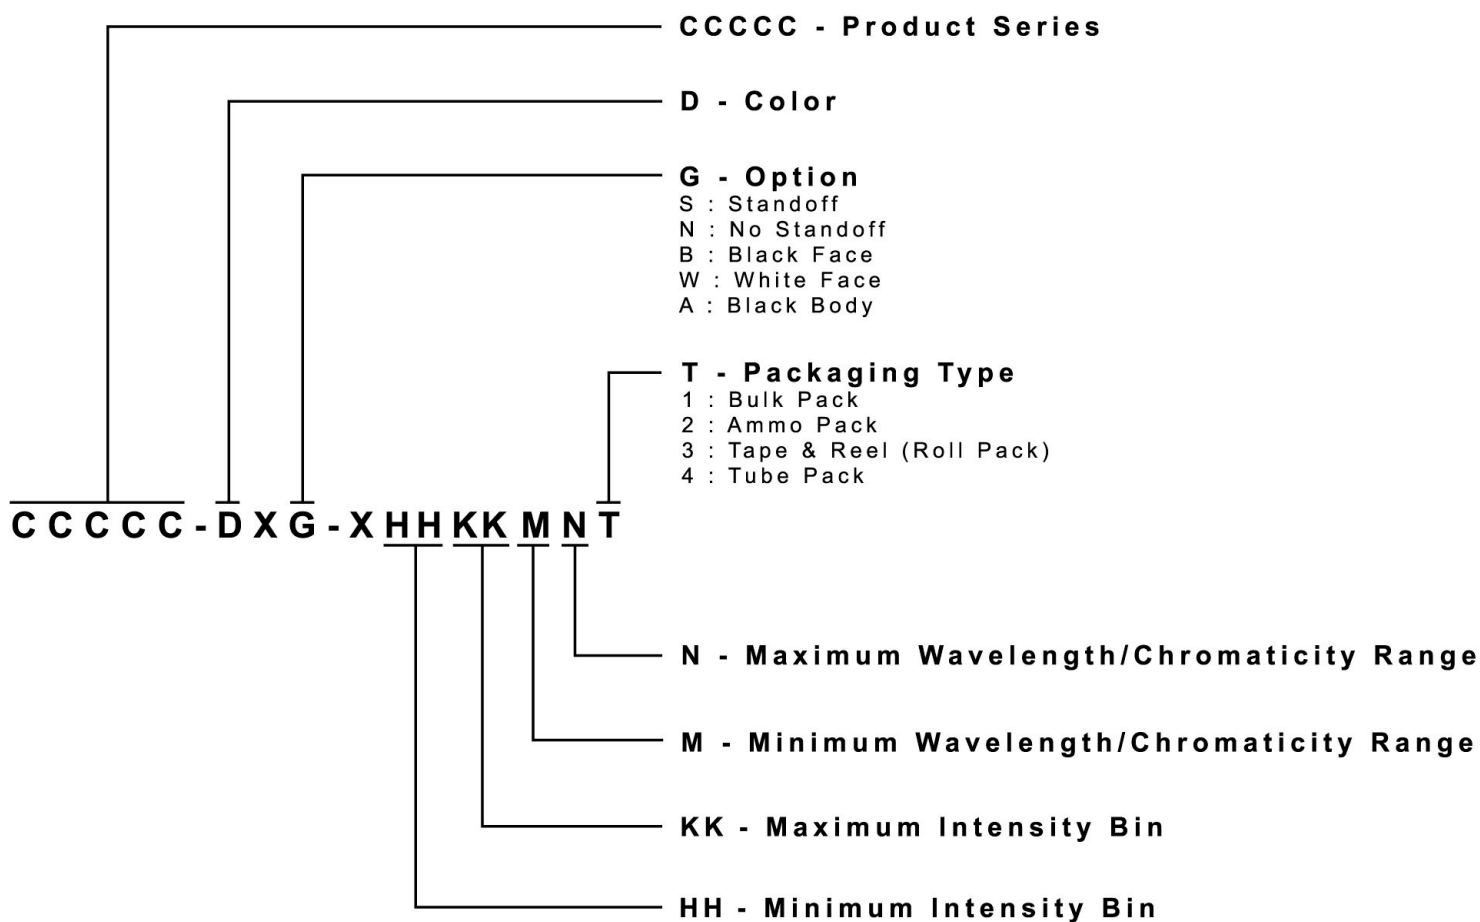 CCCCC - Product Series
D - Color
G - Option
S : Standoff
N : No Standoff
B : Black Face
W : White Face
A : Black Body
T - Packaging Type
1 : Bulk Pack
2 : Ammo Pack
3 : Tape & Reel (Roll Pack)
4 : Tube Pack
CCCCC-DXG-XHHKKMNT
N - Maximum Wavelength/Chromaticity Range
M - Minimum Wavelength/Chromaticity Range
KK - Maximum Intensity Bin
HH - Minimum Intensity Bin